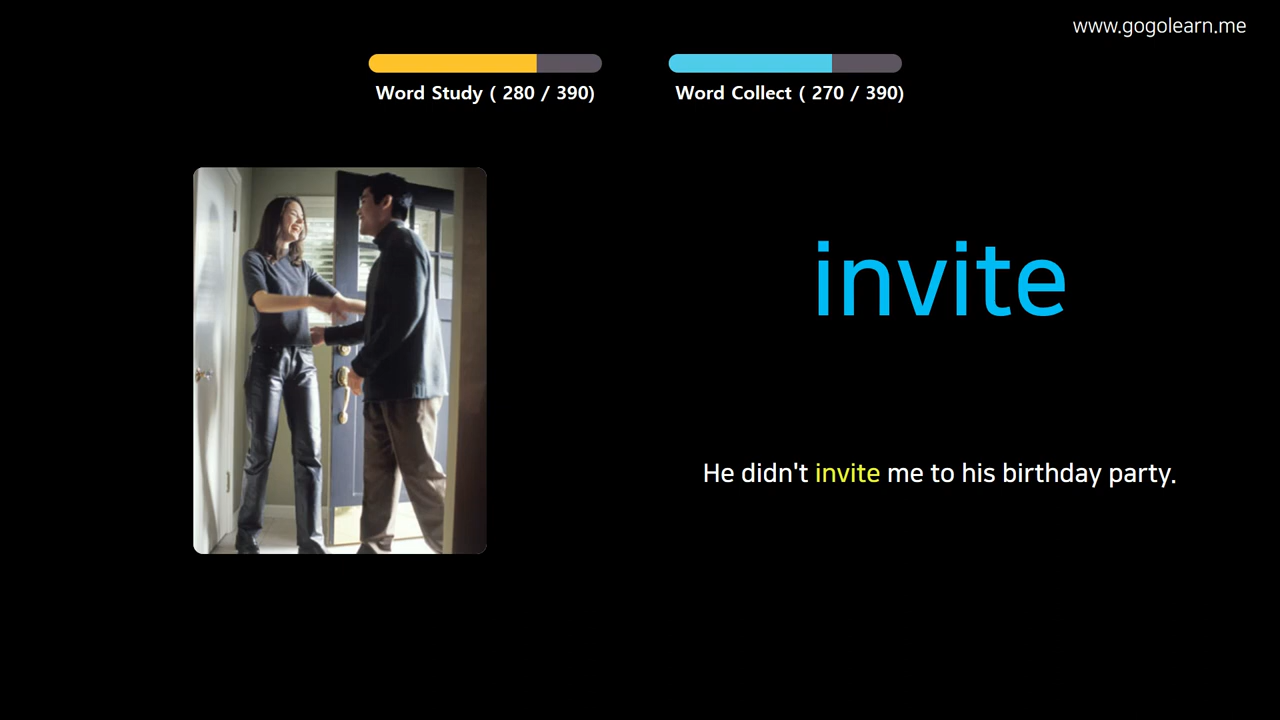 www.gogolearn.me
Word Study ( 280 / 390)
Word Collect ( 270 / 390)
invite
He didn't invite me to his birthday party.